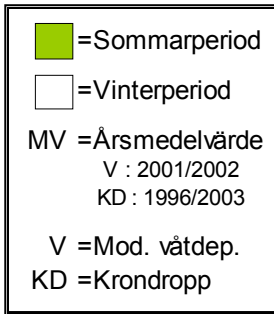 =Sommarperiod
=Vinterperiod
MV =Årsmedelvärde
V : 2001/2002
KD : 1996/2003
V =Mod. våtdep.
KD =Krondropp